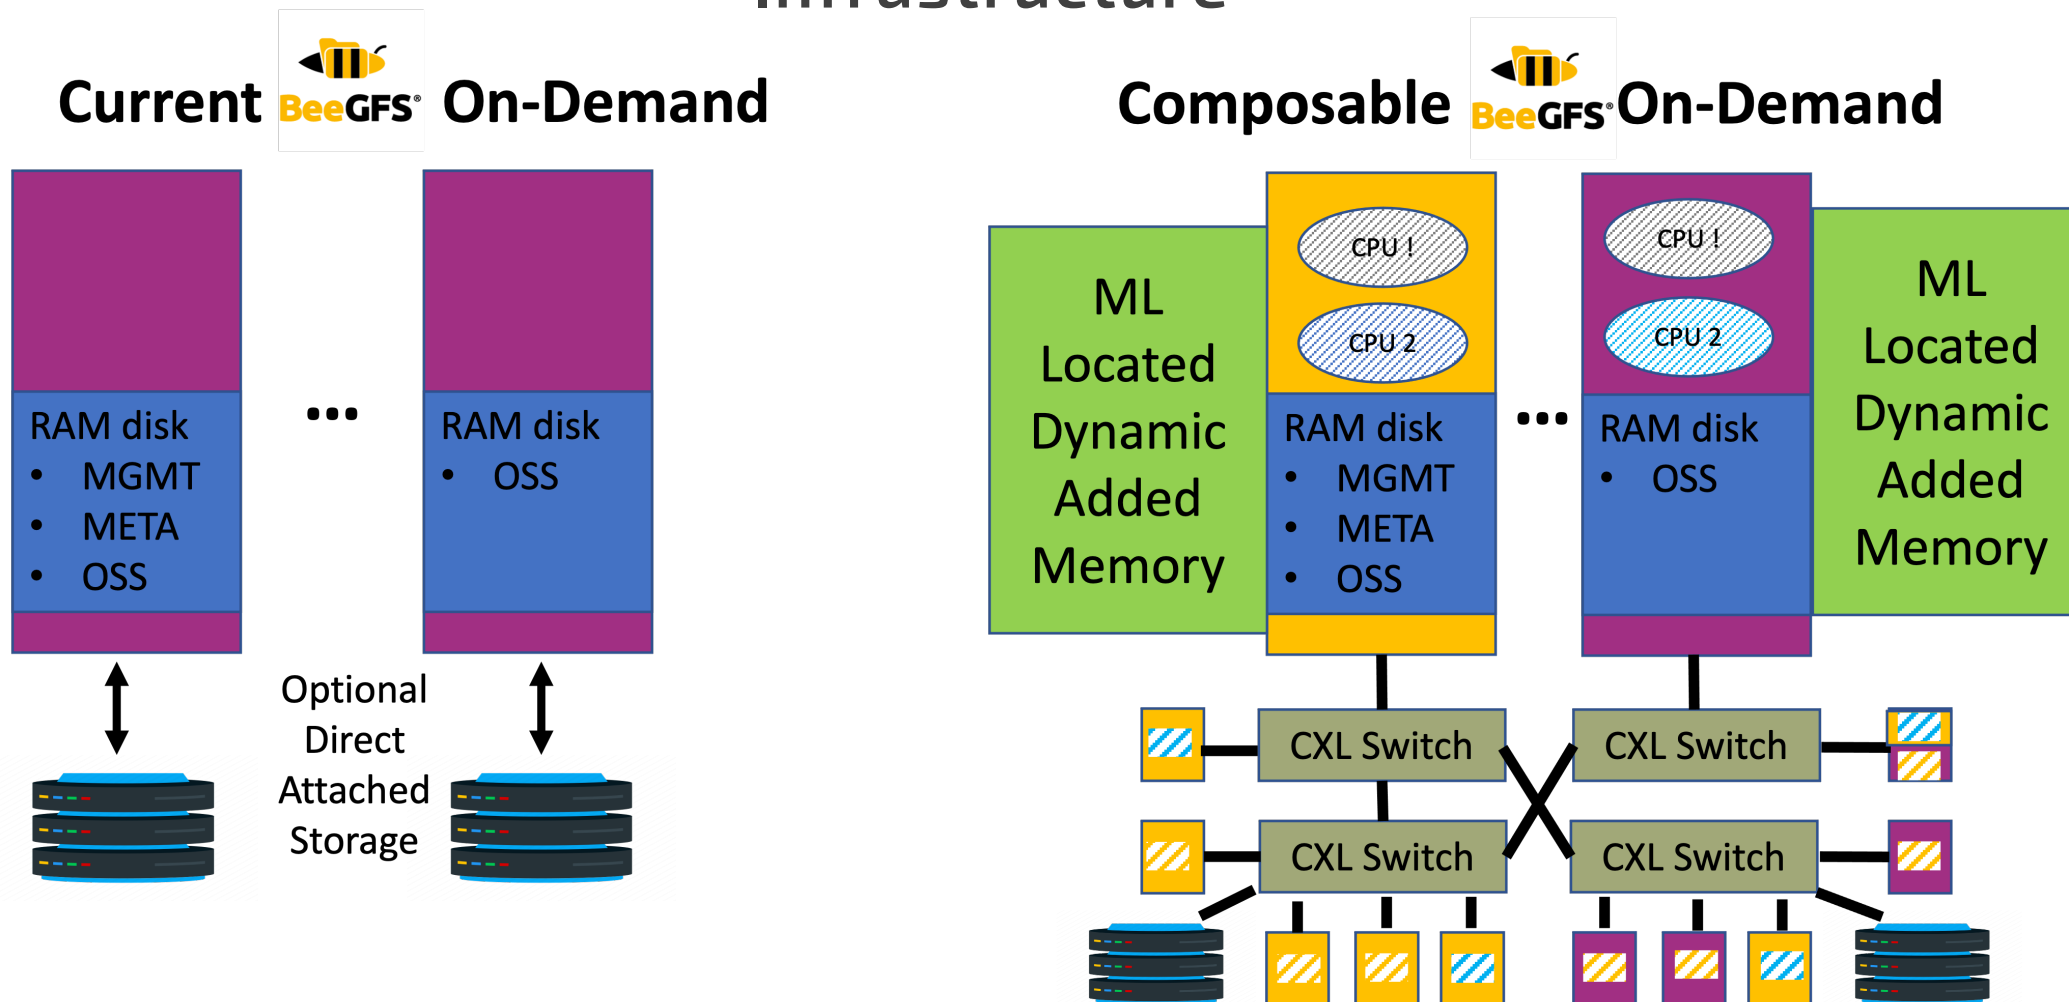 Infrastructure
Current BeeGFS® On-Demand
Composable BeeGFS® On-Demand
RAM disk
• MGMT
• META
• OSS
...
RAM disk
• OSS
Optional
Direct
Attached
Storage
ML
Located
Dynamic
Added
Memory
CPU !
CPU 2
RAM disk
• MGMT
• META
• OSS
...
CPU !
CPU 2
RAM disk
• OSS
ML
Located
Dynamic
Added
Memory
CXL Switch
CXL Switch
CXL Switch
CXL Switch